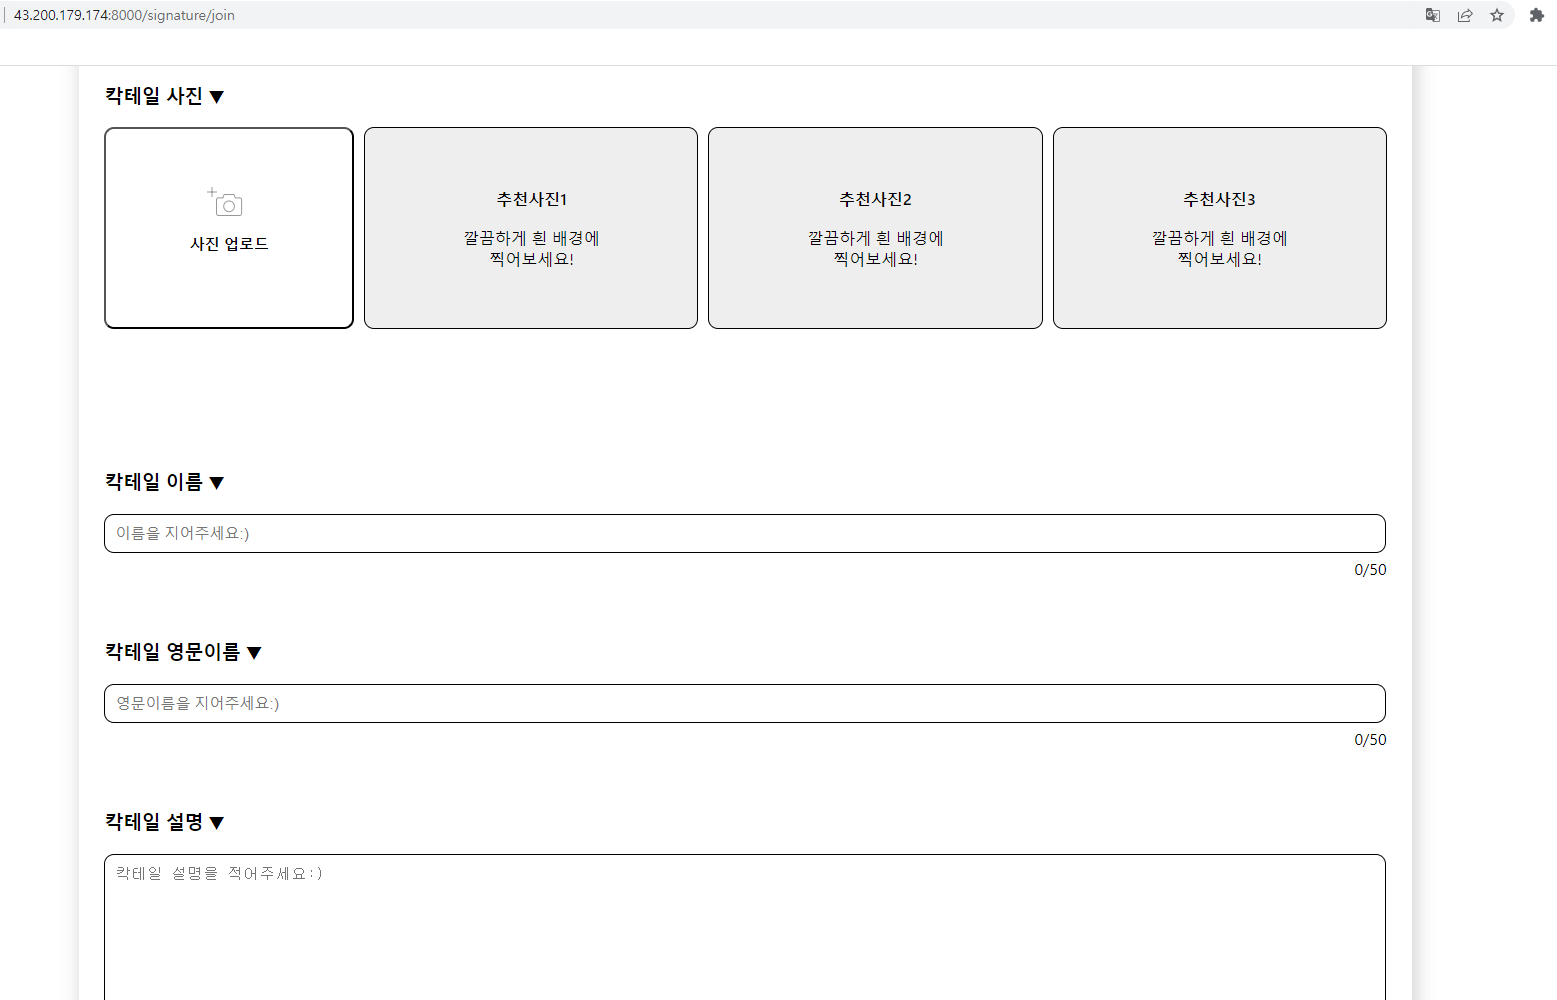 43.200.179.174:8000/signature/join
칵테일 사진 ▼
사진 업로드
추천사진1
깔끔하게 흰 배경에
찍어보세요!
추천사진2
깔끔하게 흰 배경에
찍어보세요!
추천사진3
깔끔하게 흰 배경에
찍어보세요!
칵테일 이름 ▼
이름을 지어주세요:)
0/50
칵테일 영문이름 ▼
영문이름을 지어주세요:)
0/50
칵테일 설명 ▼
칵테일 설명을 적어주세요:)